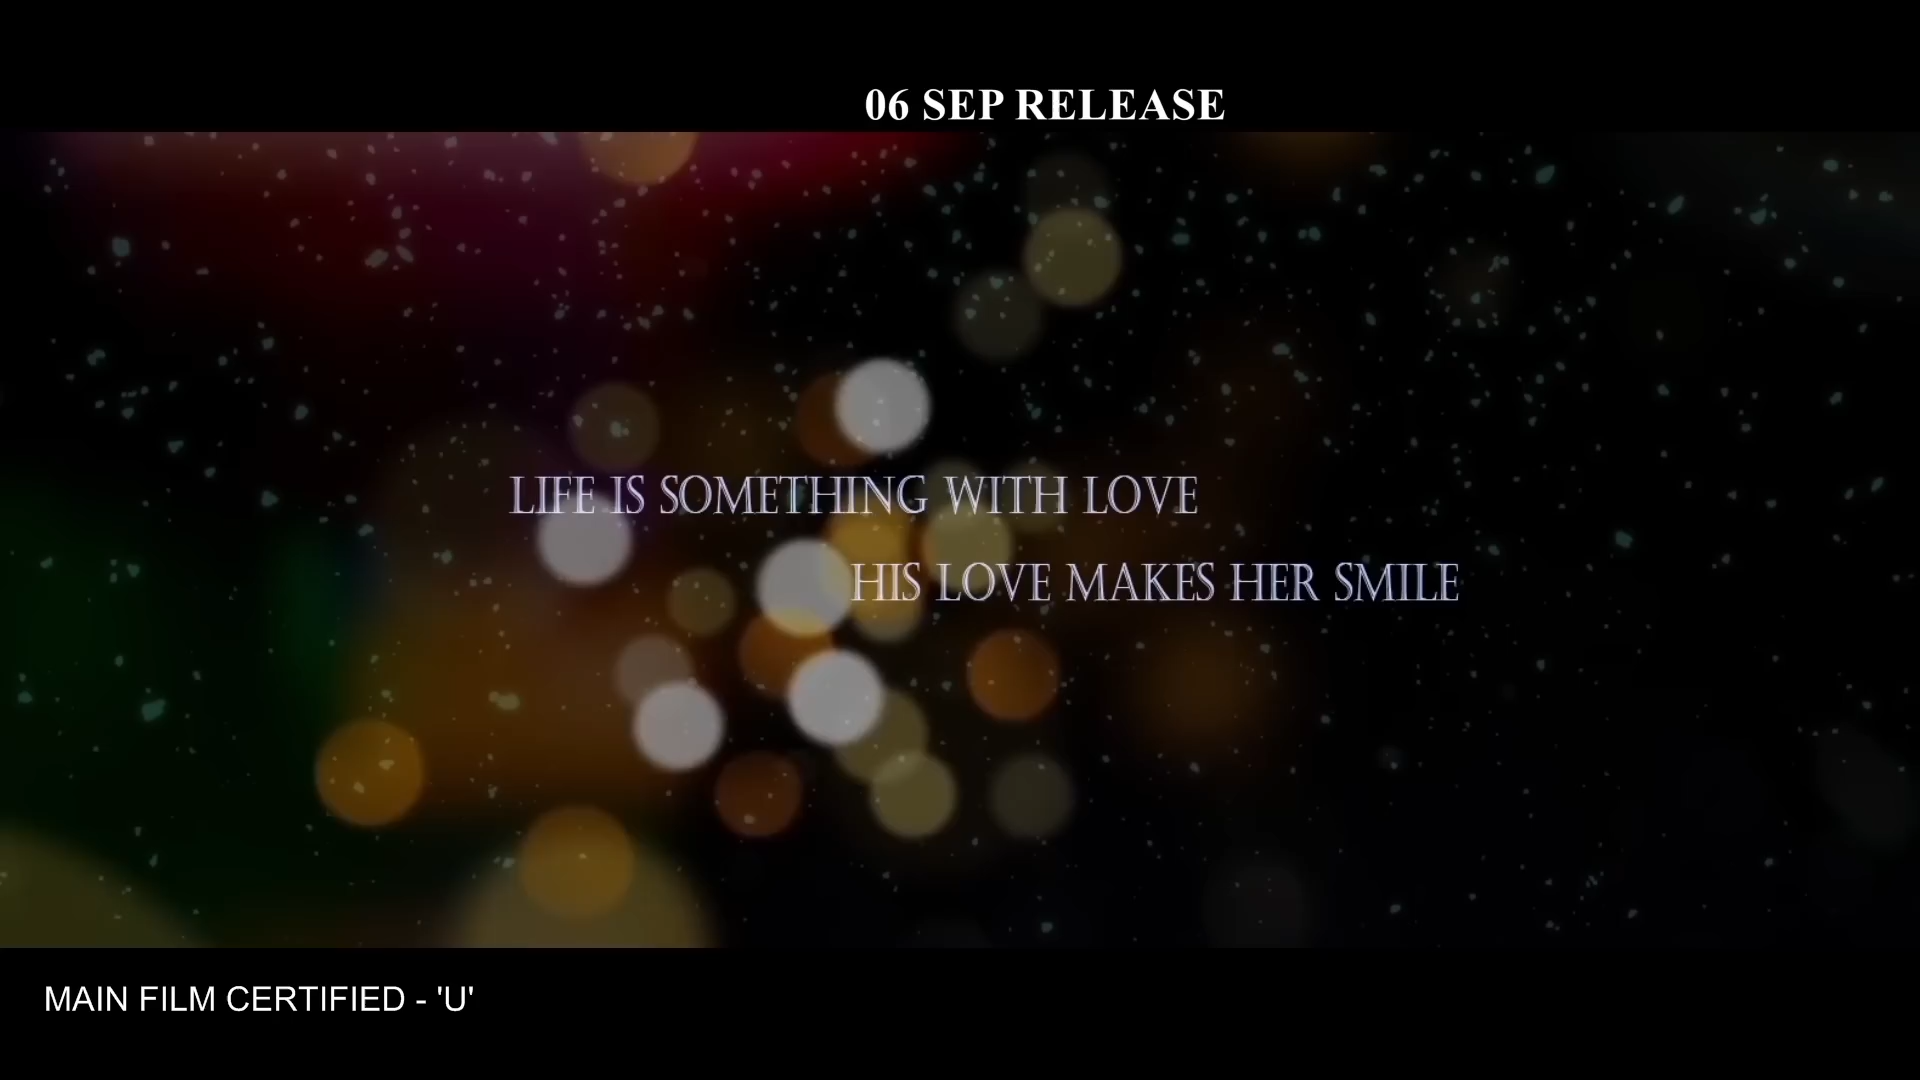 06 SEP RELEASE
LIFE IS SOMETHING WITH LOVE
HIS LOVE MAKES HER SMILE
MAIN FILM CERTIFIED - 'U'